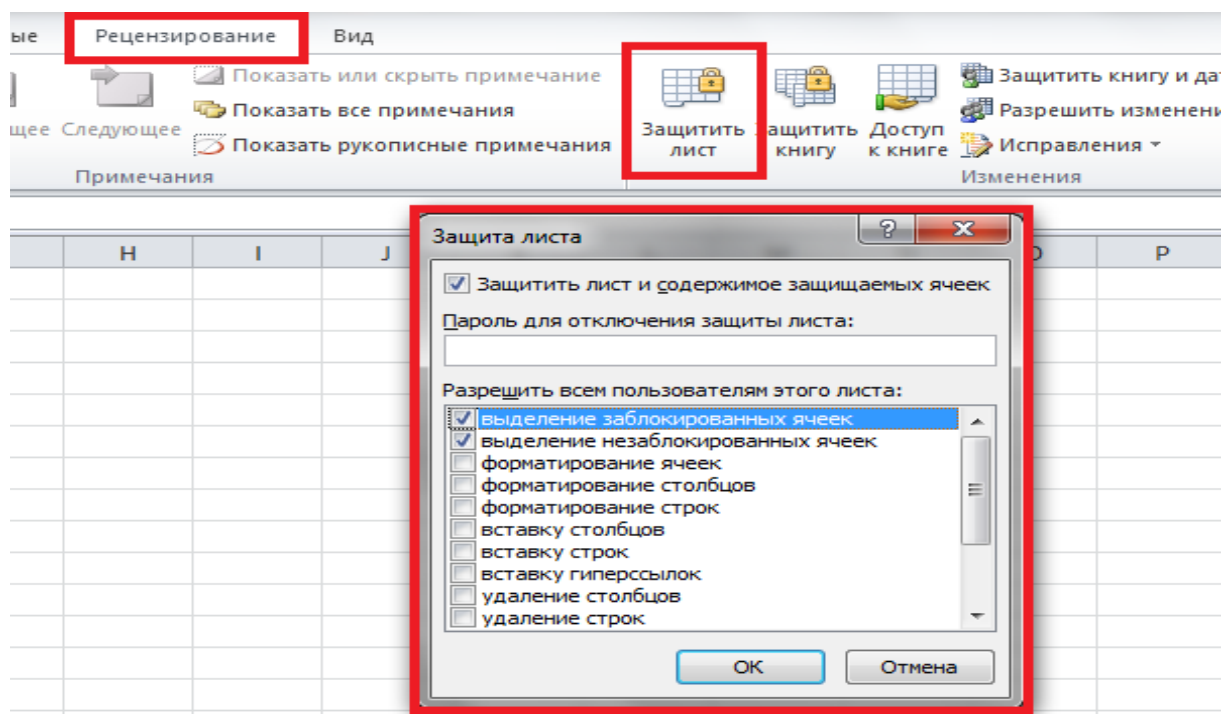 ые Рецензирование Вид
Показать или скрыть примечание
Показать все примечания
Показать рукописные примечания
щее Следующее
Примечания
Защитить лист
Защитить книгу
Доступ к книге
Защитить книгу и да
Разрешить изменени
Исправления
Изменения
H I J O P
Защита листа
Защитить лист и содержимое защищаемых ячеек
Пароль для отключения защиты листа:
Разрешить всем пользователям этого листа:
выделение заблокированных ячеек
выделение незаблокированных ячеек
форматирование ячеек
форматирование столбцов
форматирование строк
вставку столбцов
вставку строк
вставку гиперссылок
удаление столбцов
удаление строк
ОК Отмена